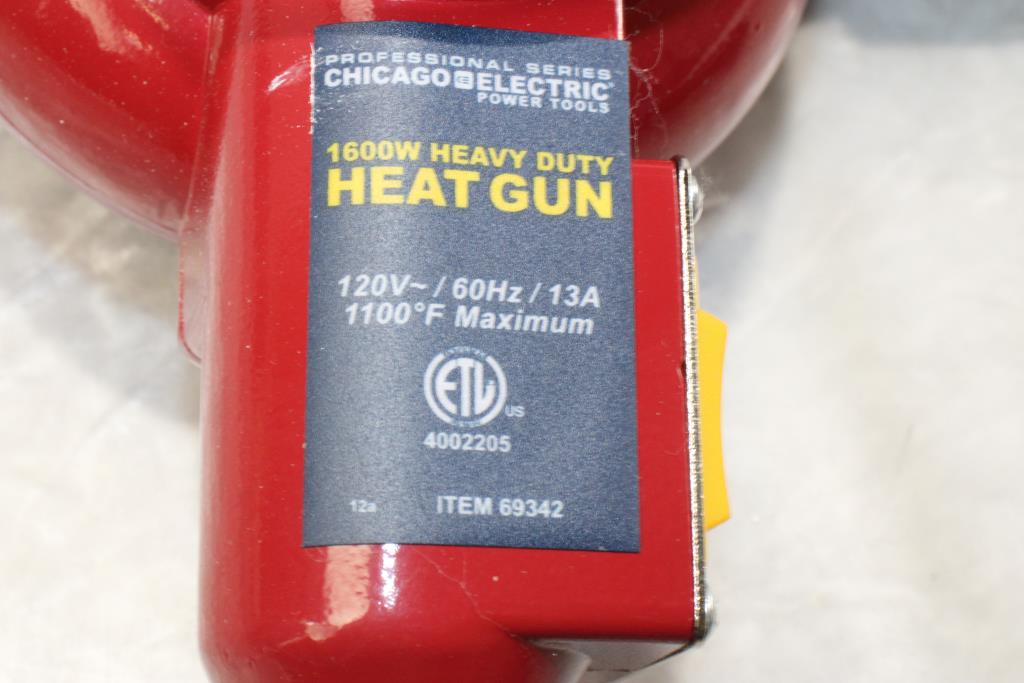 PROFESSIONAL SERIES
CHICAGO ELECTRIC
POWER TOOLS
1600W HEAVY DUTY
HEAT GUN
120V~ / 60Hz / 13A
1100°F Maximum
ETL
US
4002205
12a ITEM 69342